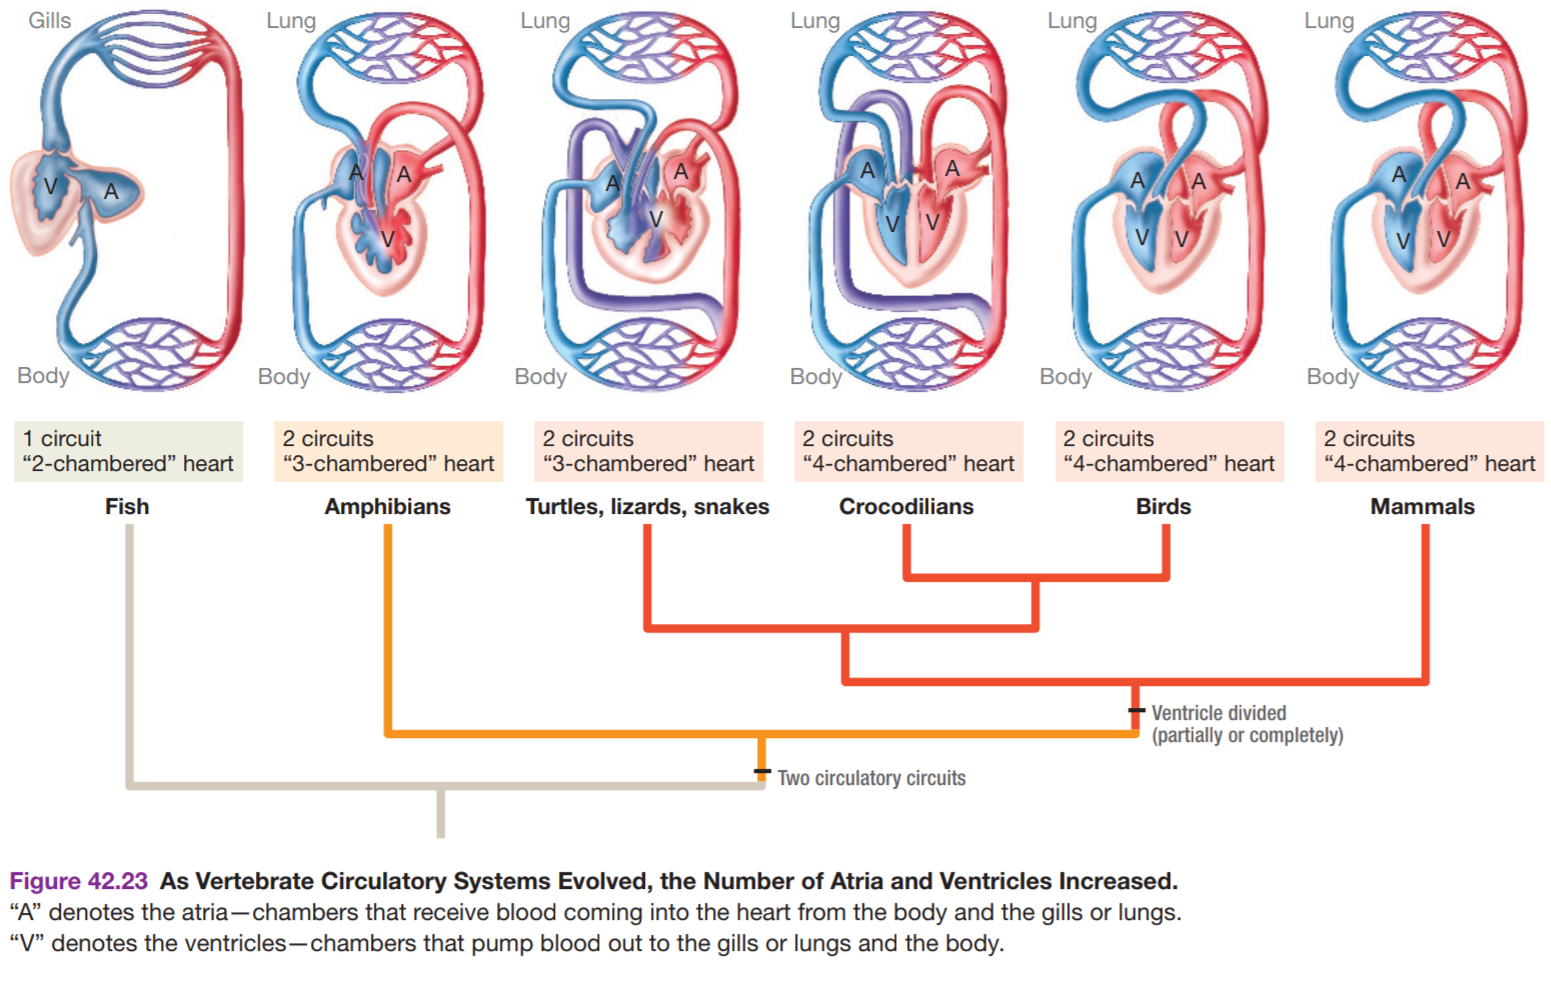 Gills
Lung
Lung
Lung
Lung
Lung
V
A
A
A
V
A
A
V
A
A
V
V
A
A
V
V
A
A
V
V
Body
Body
Body
Body
Body
Body
1 circuit
“2-chambered” heart
2 circuits
“3-chambered” heart
2 circuits
“3-chambered” heart
2 circuits
“4-chambered” heart
2 circuits
“4-chambered” heart
2 circuits
“4-chambered” heart
Fish
Amphibians
Turtles, lizards, snakes
Crocodilians
Birds
Mammals
Ventricle divided
(partially or completely)
Two circulatory circuits
Figure 42.23 As Vertebrate Circulatory Systems Evolved, the Number of Atria and Ventricles Increased.
“A” denotes the atria—chambers that receive blood coming into the heart from the body and the gills or lungs.
“V” denotes the ventricles—chambers that pump blood out to the gills or lungs and the body.